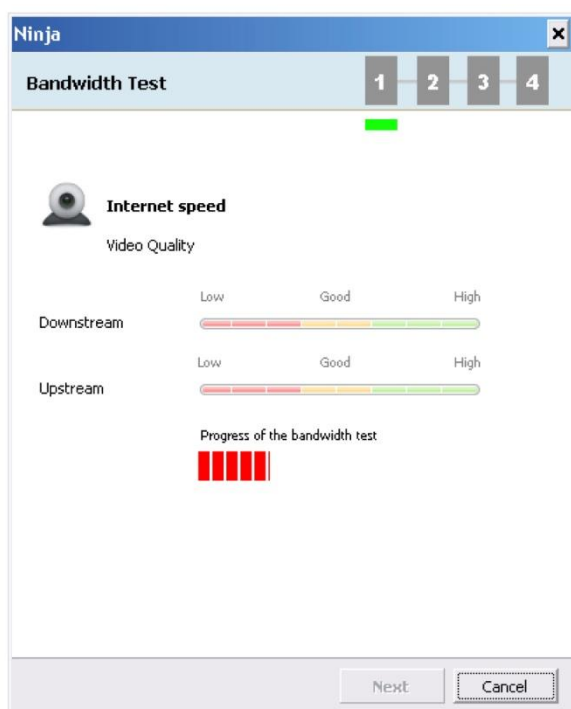 Ninja
Bandwidth Test 1 2 3 4
Internet speed
Video Quality
Low Good High
Downstream
Low Good High
Upstream
Progress of the bandwidth test
Next Cancel